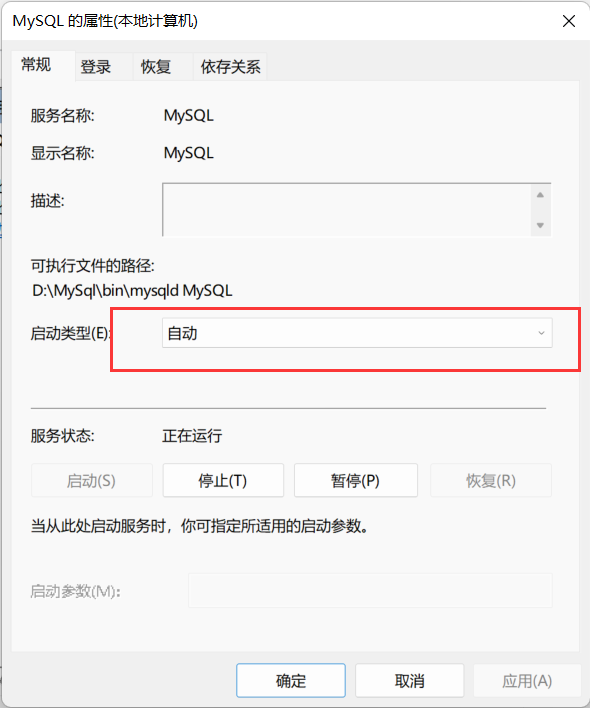 MySQL 的属性(本地计算机)
常规 登录 恢复 依存关系
服务名称: MySQL
显示名称: MySQL
描述:
可执行文件的路径:
D:\MySql\bin\mysqld MySQL
启动类型(E): 自动
服务状态: 正在运行
启动(S) 停止(T) 暂停(P) 恢复(R)
当从此处启动服务时，你可指定所适用的启动参数。
启动参数(M):
确定 取消 应用(A)